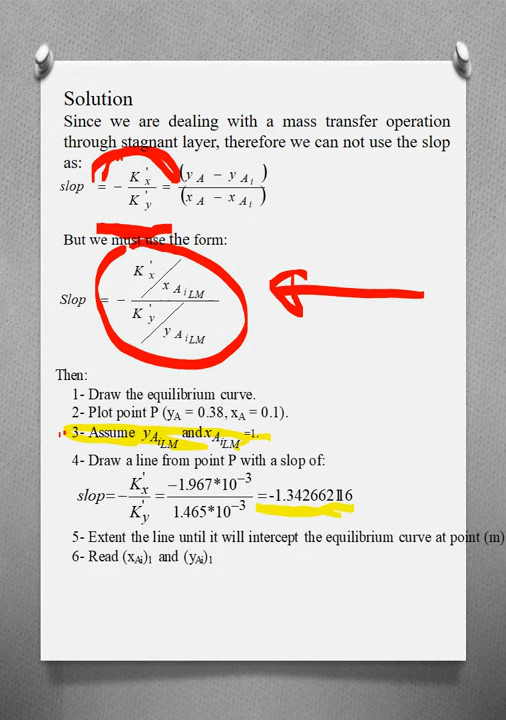 Solution
Since we are dealing with a mass transfer operation
through stagnant layer, therefore we can not use the slop
as:
slop = - K'x / K'y = (yA - yAi) / (xA - xAi)
But we must use the form:
Slop = - (K'x / xAiLM) / (K'y / yAiLM)
Then:
1- Draw the equilibrium curve.
2- Plot point P (yA = 0.38, xA = 0.1).
3- Assume yAiLM and xAiLM =1.
4- Draw a line from point P with a slop of:
slop=- K'x / K'y = -1.967*10⁻³ / 1.465*10⁻³ =-1.34266216
5- Extent the line until it will intercept the equilibrium curve at point (m)
6- Read (xAi)1 and (yAi)1